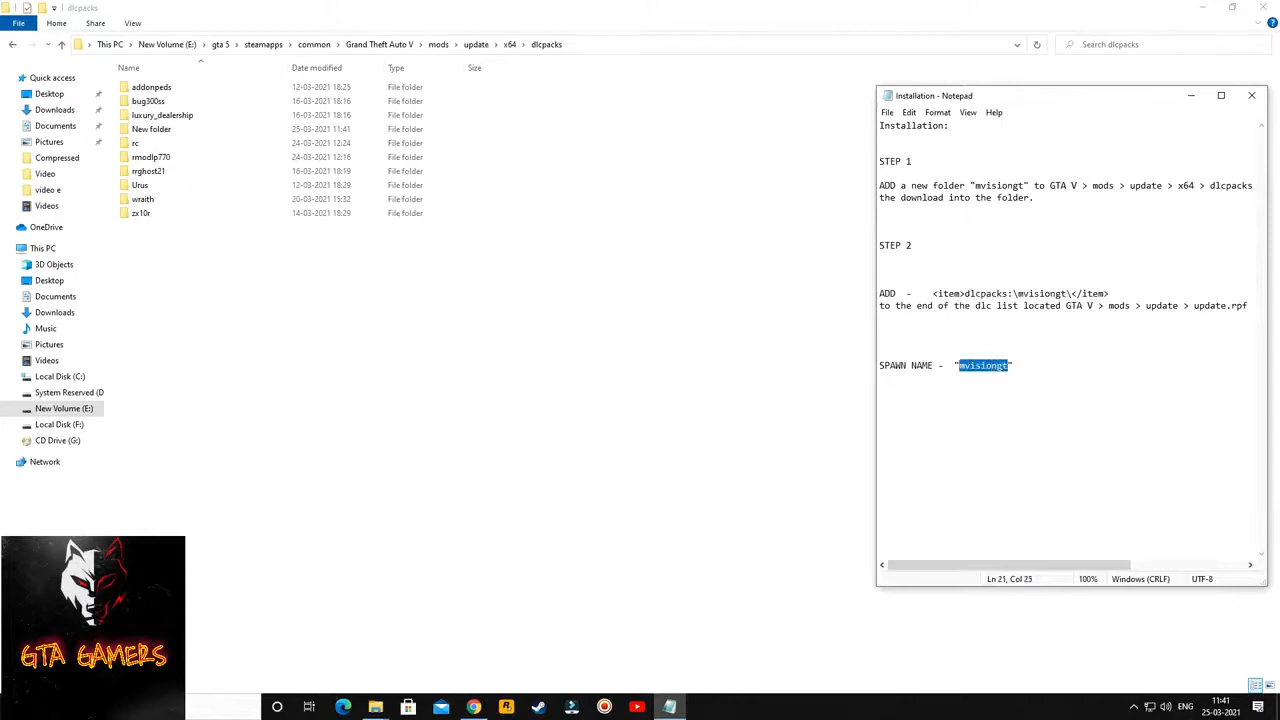 dlcpacks
File Home Share View
This PC New Volume (E:) gta 5 steamapps common Grand Theft Auto V mods update x64 dlcpacks
Search dlcpacks
Quick access
Desktop
Downloads
Documents
Pictures
Compressed
Video
video e
Videos
OneDrive
This PC
3D Objects
Desktop
Documents
Downloads
Music
Pictures
Videos
Local Disk (C:)
System Reserved (D
New Volume (E:)
Local Disk (F:)
CD Drive (G:)
Network
Name Date modified Type Size
addonpeds 12-03-2021 18:25 File folder
bug300ss 16-03-2021 18:16 File folder
luxury_dealership 16-03-2021 18:16 File folder
New folder 25-03-2021 11:41 File folder
rc 24-03-2021 12:24 File folder
rmodlp770 24-03-2021 12:16 File folder
rrghost21 16-03-2021 18:19 File folder
Urus 12-03-2021 18:29 File folder
wraith 20-03-2021 15:32 File folder
zx10r 14-03-2021 18:29 File folder
Installation - Notepad
File Edit Format View Help
Installation:
STEP 1
ADD a new folder "mvisiongt" to GTA V > mods > update > x64 > dlcpacks
the download into the folder.
STEP 2
ADD - <item>dlcpacks:\mvisiongt\</item>
to the end of the dlc list located GTA V > mods > update > update.rpf
SPAWN NAME - "mvisiongt"
Ln 21, Col 23 100% Windows (CRLF) UTF-8
GTA GAMERS
ENG
11:41
25-03-2021